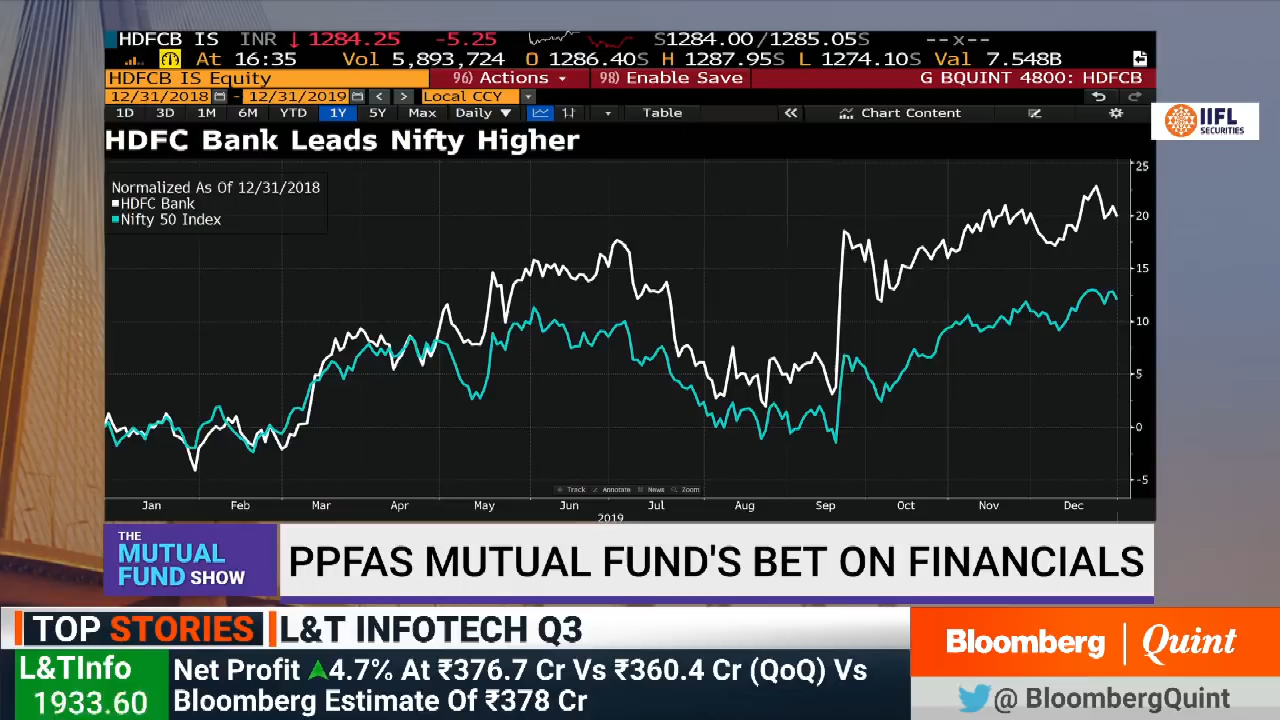 HDFCB IS INR ↓ 1284.25 -5.25 S1284.00/1285.05S --x--
At 16:35 Vol 5,893,724 O 1286.40S H 1287.95S L 1274.10S Val 7.548B
HDFCB IS Equity 96) Actions 98) Enable Save G BQUINT 4800: HDFCB
12/31/2018 - 12/31/2019 < > Local CCY
1D 3D 1M 6M YTD 1Y 5Y Max Daily ▼ Table « Chart Content
HDFC Bank Leads Nifty Higher
IIFL
SECURITIES
Normalized As Of 12/31/2018
HDFC Bank
Nifty 50 Index
25
20
15
10
5
0
-5
Track Annotate News Zoom
Jan Feb Mar Apr May Jun Jul Aug Sep Oct Nov Dec
2019
THE
MUTUAL
FUND SHOW
PPFAS MUTUAL FUND'S BET ON FINANCIALS
TOP STORIES L&T INFOTECH Q3
L&TInfo
1933.60
Net Profit ▲4.7% At ₹376.7 Cr Vs ₹360.4 Cr (QoQ) Vs
Bloomberg Estimate Of ₹378 Cr
Bloomberg | Quint
@ BloombergQuint